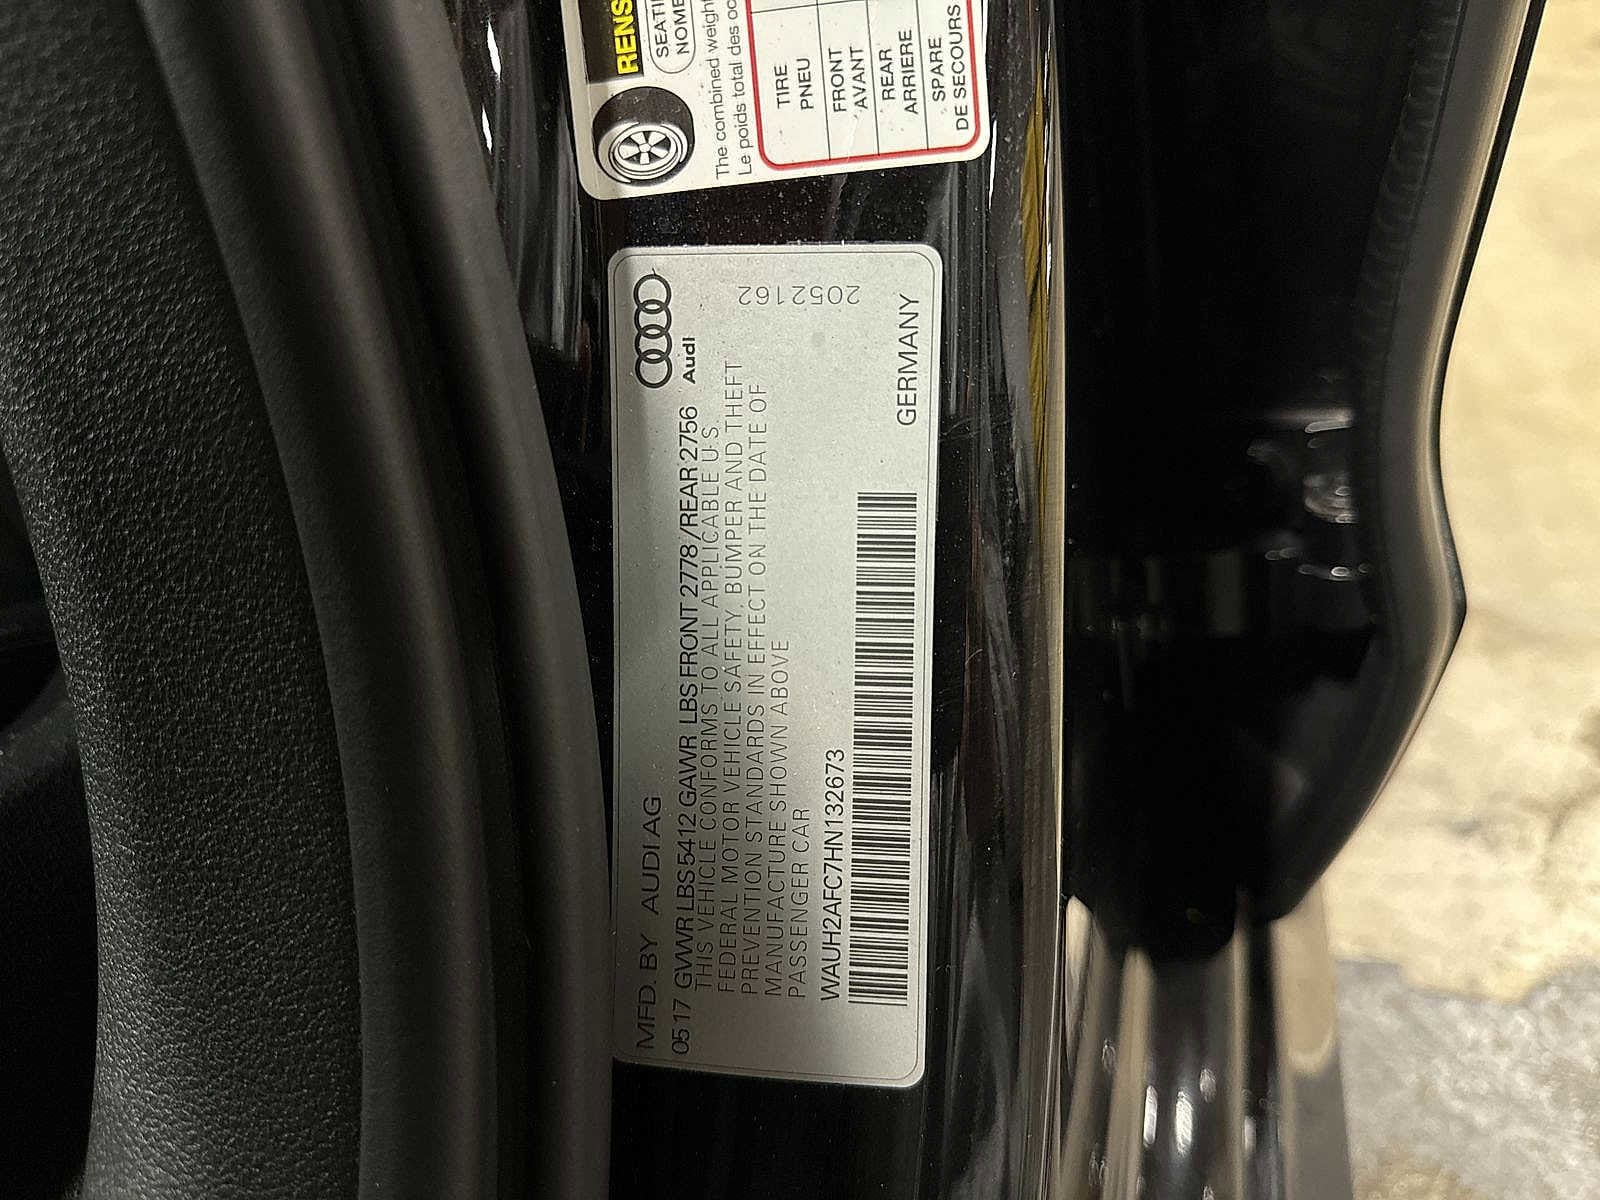 RENS
SEATI
NOMB
The combined weight
Le poids total des oc
TIRE
PNEU
FRONT
AVANT
REAR
ARRIERE
SPARE
DE SECOURS
Audi
2052162
MFD. BY AUDI AG
05 17 GVWR LBS 5412 GAWR LBS FRONT 2778/REAR 2756
THIS VEHICLE CONFORMS TO ALL APPLICABLE U.S.
FEDERAL MOTOR VEHICLE SAFETY, BUMPER AND THEFT
PREVENTION STANDARDS IN EFFECT ON THE DATE OF
MANUFACTURE SHOWN ABOVE
PASSENGER CAR
WAUH2AFC7HN132673
GERMANY